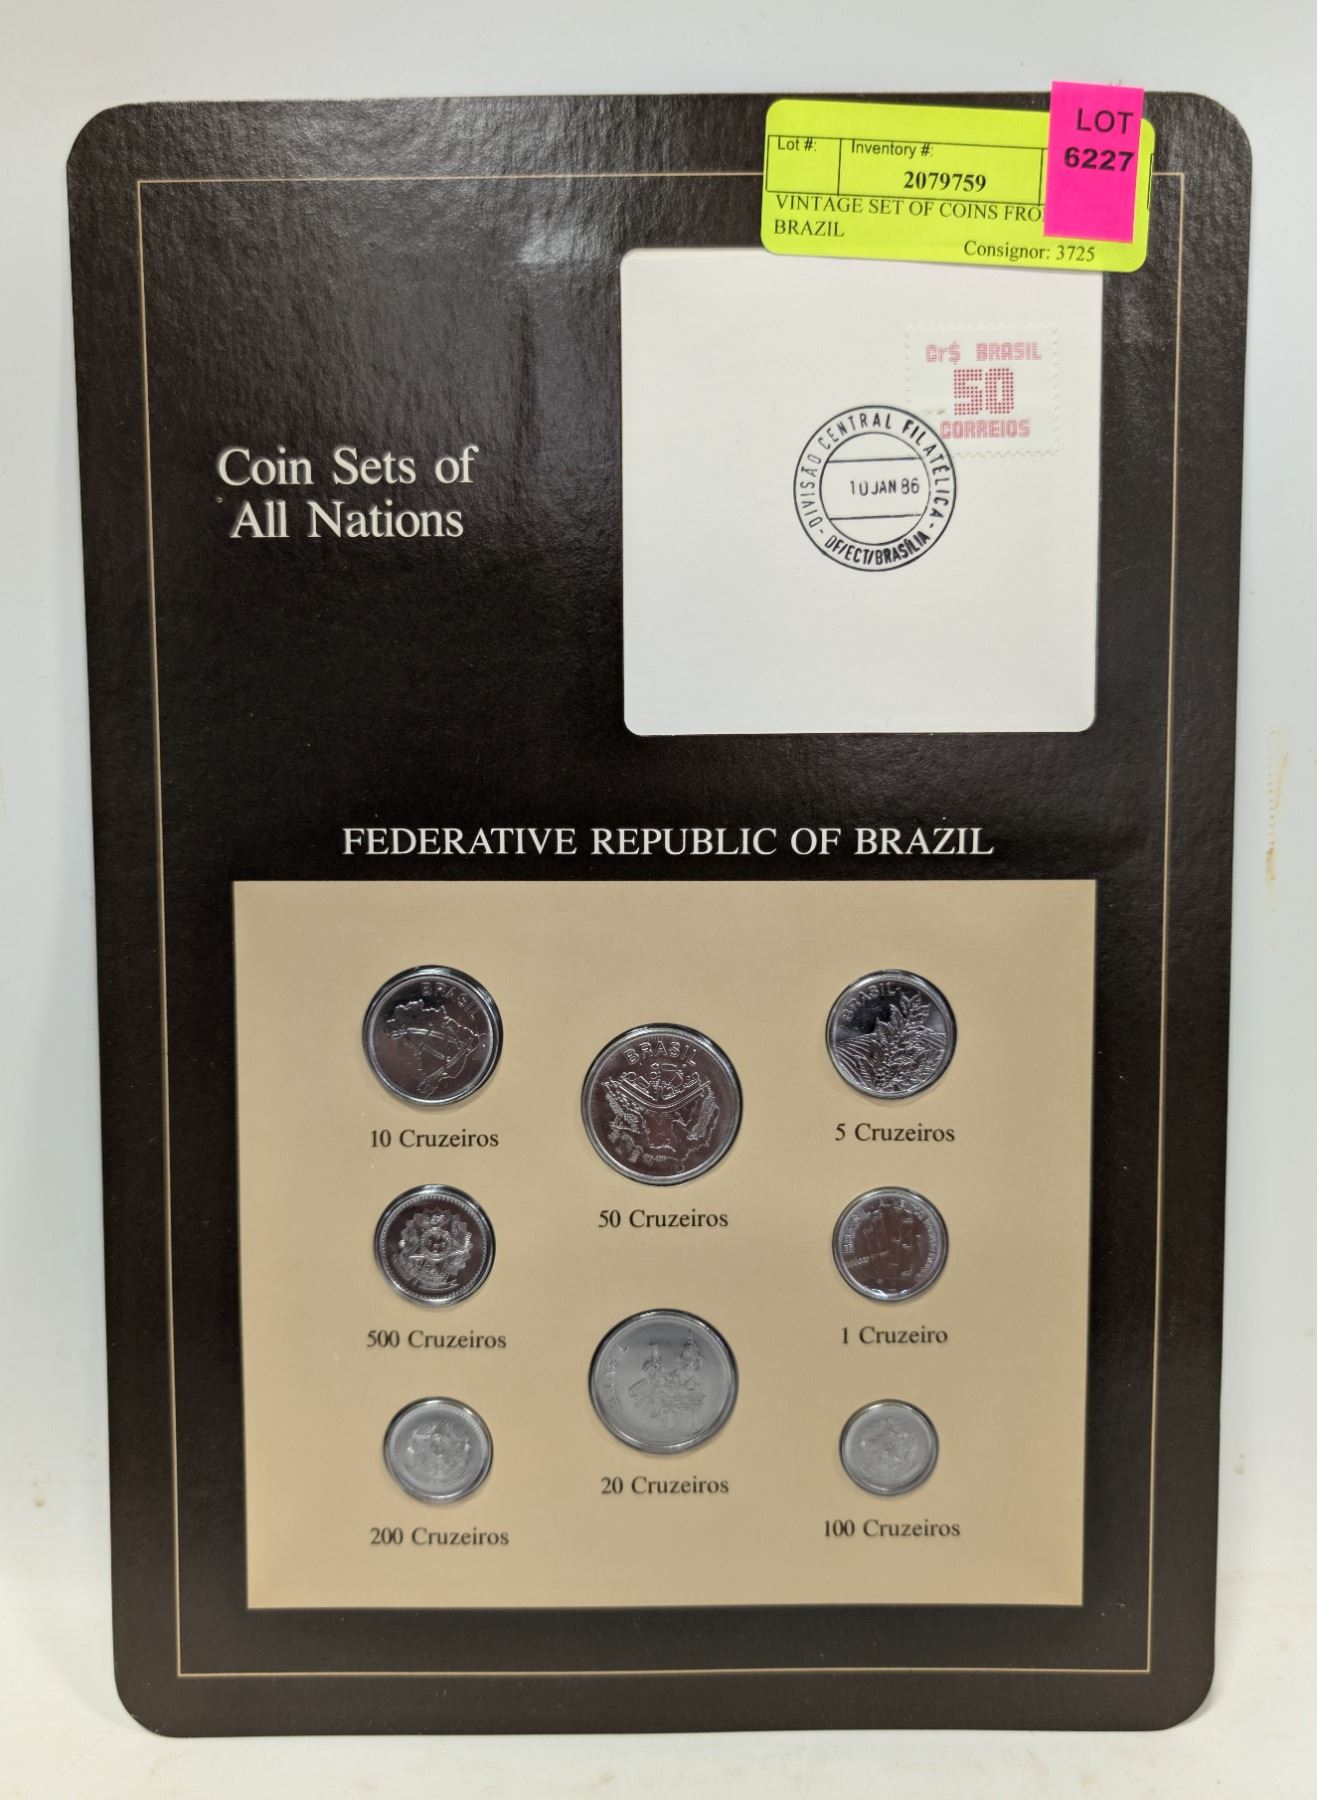 LOT
6227
Lot #:
Inventory #:
2079759
VINTAGE SET OF COINS FRO
BRAZIL
Consignor: 3725
Cr$ BRASIL
50
CORREIOS
DIVISÃO CENTRAL FILATÉLICA
10 JAN 86
- DF/ECT/BRASÍLIA -
Coin Sets of
All Nations
FEDERATIVE REPUBLIC OF BRAZIL
BRASIL
10 Cruzeiros
BRASIL
50 Cruzeiros
BRASIL
5 Cruzeiros
500 Cruzeiros
BRASIL
20 Cruzeiros
1 Cruzeiro
200 Cruzeiros
100 Cruzeiros